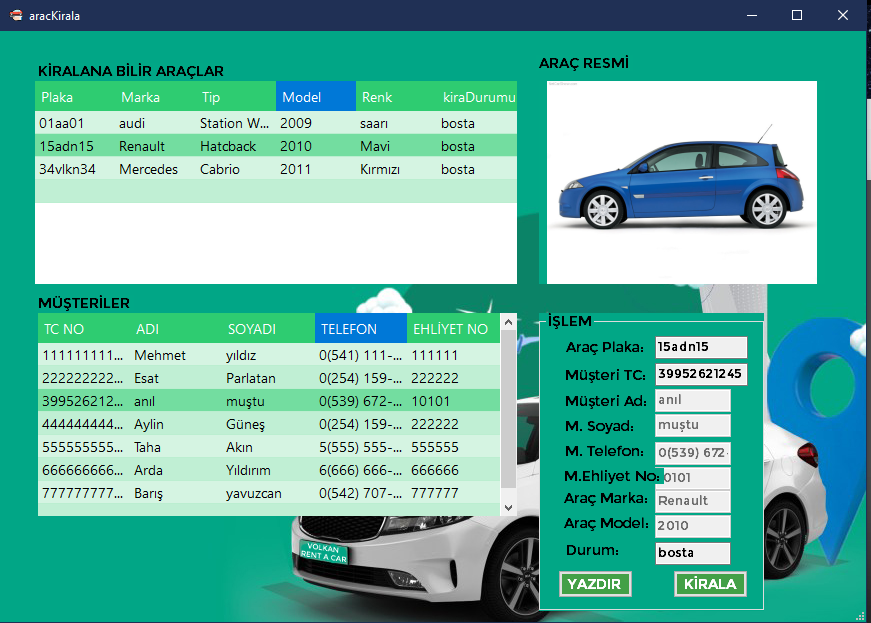 aracKirala
KİRALANA BİLİR ARAÇLAR
ARAÇ RESMİ
Plaka Marka Tip Model Renk kiraDurumu
01aa01 audi Station W... 2009 saarı bosta
15adn15 Renault Hatcback 2010 Mavi bosta
34vlkn34 Mercedes Cabrio 2011 Kırmızı bosta
MÜŞTERİLER
TC NO ADI SOYADI TELEFON EHLİYET NO
111111111... Mehmet yıldız 0(541) 111-... 111111
222222222... Esat Parlatan 0(254) 159-... 222222
399526212... anıl muştu 0(539) 672-... 10101
444444444... Aylin Güneş 0(254) 159-... 222222
555555555... Taha Akın 5(555) 555-... 555555
666666666... Arda Yıldırım 6(666) 666-... 666666
777777777... Barış yavuzcan 0(542) 707-... 777777
İŞLEM
Araç Plaka: 15adn15
Müşteri TC: 39952621245
Müşteri Ad: anıl
M. Soyad: muştu
M. Telefon: 0(539) 672-
M.Ehliyet No: 0101
Araç Marka: Renault
Araç Model: 2010
Durum: bosta
YAZDIR KİRALA
VOLKAN
RENT A CAR